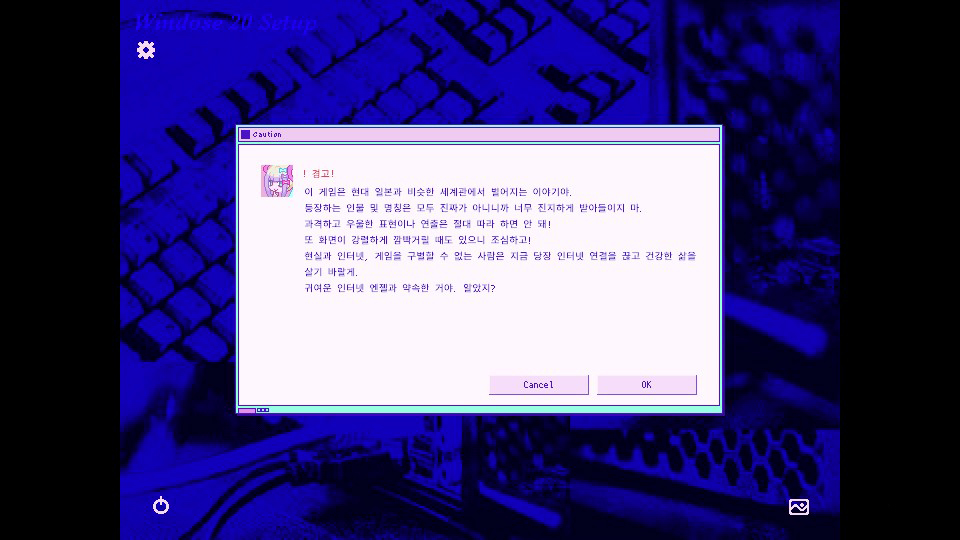 Windose 20 Setup
Caution
! 경고!
이 게임은 현대 일본과 비슷한 세계관에서 벌어지는 이야기야.
등장하는 인물 및 명칭은 모두 진짜가 아니니까 너무 진지하게 받아들이지 마.
과격하고 우울한 표현이나 연출은 절대 따라 하면 안 돼!
또 화면이 강렬하게 깜박거릴 때도 있으니 조심하고!
현실과 인터넷, 게임을 구별할 수 없는 사람은 지금 당장 인터넷 연결을 끊고 건강한 삶을
살기 바랄게.
귀여운 인터넷 엔젤과 약속한 거야. 알았지?
Cancel
OK